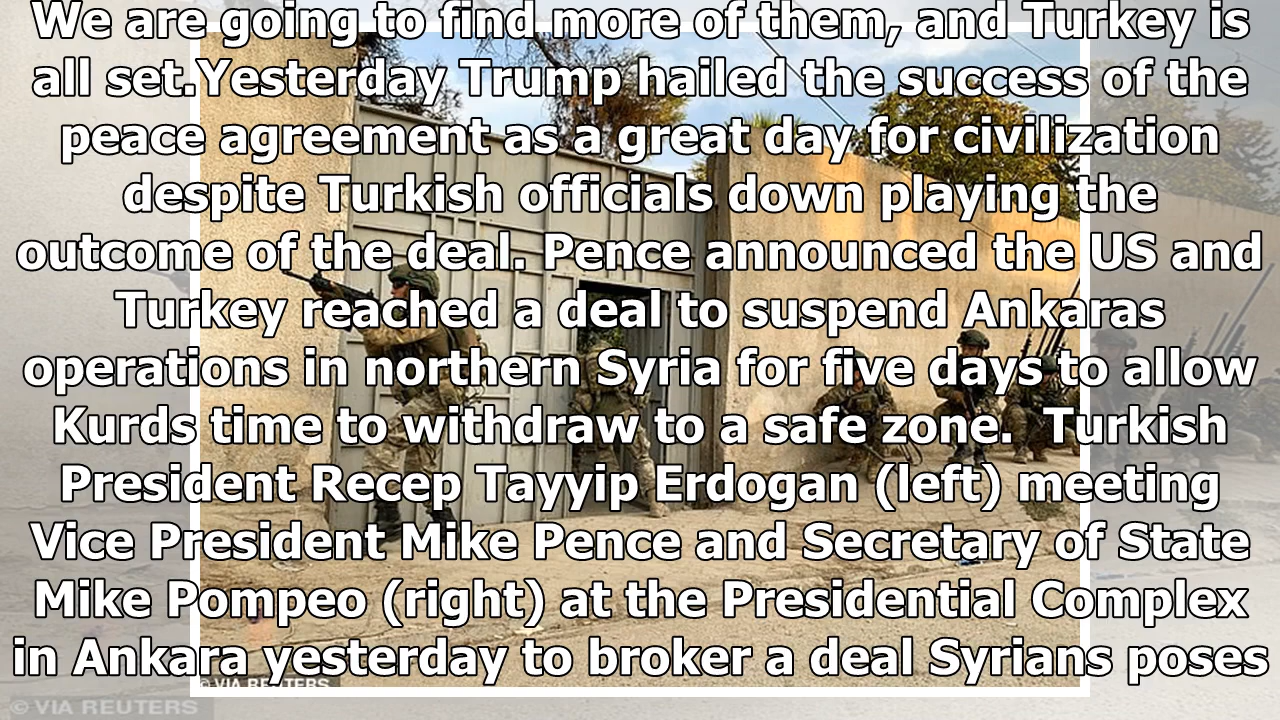 We are going to find more of them, and Turkey is
all set.Yesterday Trump hailed the success of the
peace agreement as a great day for civilization
despite Turkish officials down playing the
outcome of the deal. Pence announced the US and
Turkey reached a deal to suspend Ankaras
operations in northern Syria for five days to allow
Kurds time to withdraw to a safe zone. Turkish
President Recep Tayyip Erdogan (left) meeting
Vice President Mike Pence and Secretary of State
Mike Pompeo (right) at the Presidential Complex
in Ankara yesterday to broker a deal Syrians poses
© VIA REUTERS
© VIA REUTERS